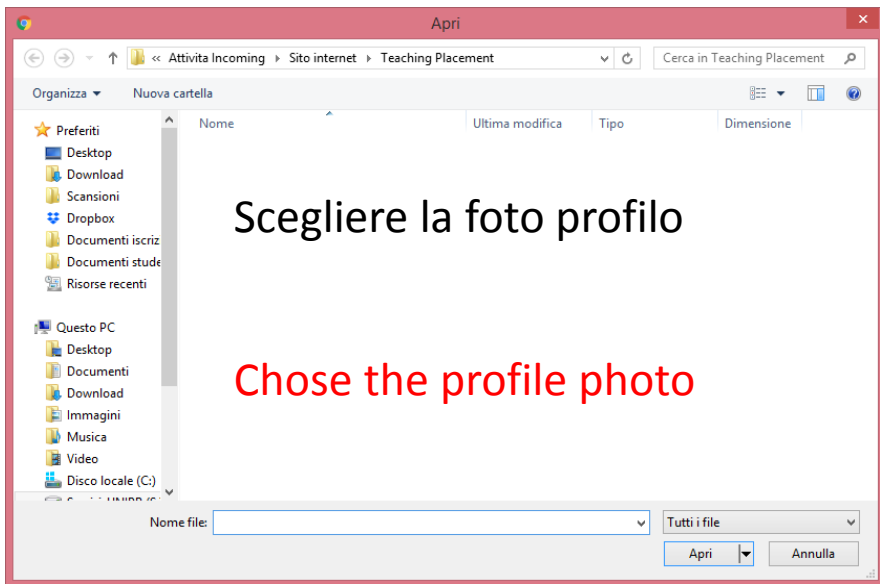 Apri
« Attivita Incoming Sito internet Teaching Placement
Cerca in Teaching Placement
Organizza
Nuova cartella
Nome
Ultima modifica
Tipo
Dimensione
Preferiti
Desktop
Download
Scansioni
Dropbox
Documenti iscriz
Documenti stude
Risorse recenti
Questo PC
Desktop
Documenti
Download
Immagini
Musica
Video
Disco locale (C:)
Scegliere la foto profilo
Chose the profile photo
Nome file:
Tutti i file
Apri
Annulla